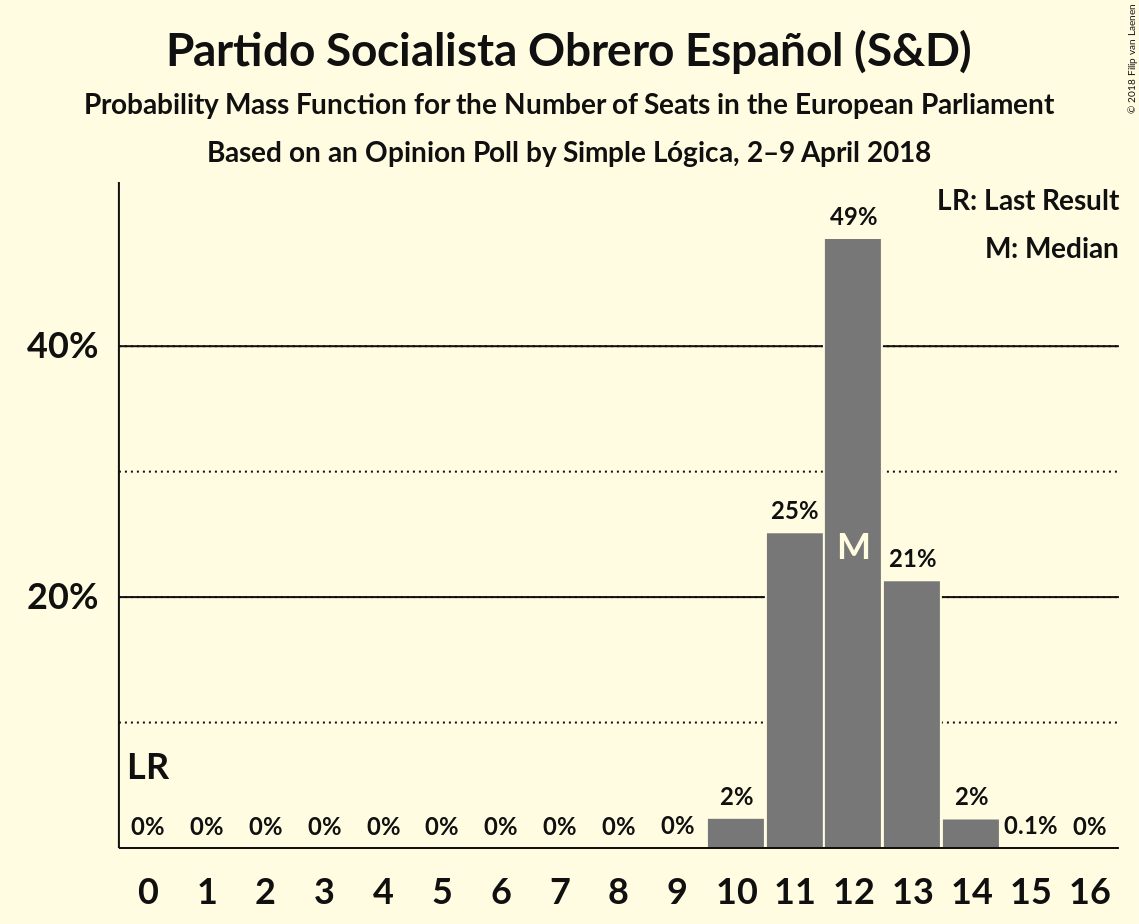 Partido Socialista Obrero Español (S&D)
Probability Mass Function for the Number of Seats in the European Parliament
Based on an Opinion Poll by Simple Lógica, 2–9 April 2018
© 2018 Filip van Laenen
LR: Last Result
M: Median
49%
40%
25%
M
21%
20%
LR
0% 0% 0% 0% 0% 0% 0% 0% 0% 0% 2% 2% 0.1% 0%
0 1 2 3 4 5 6 7 8 9 10 11 12 13 14 15 16